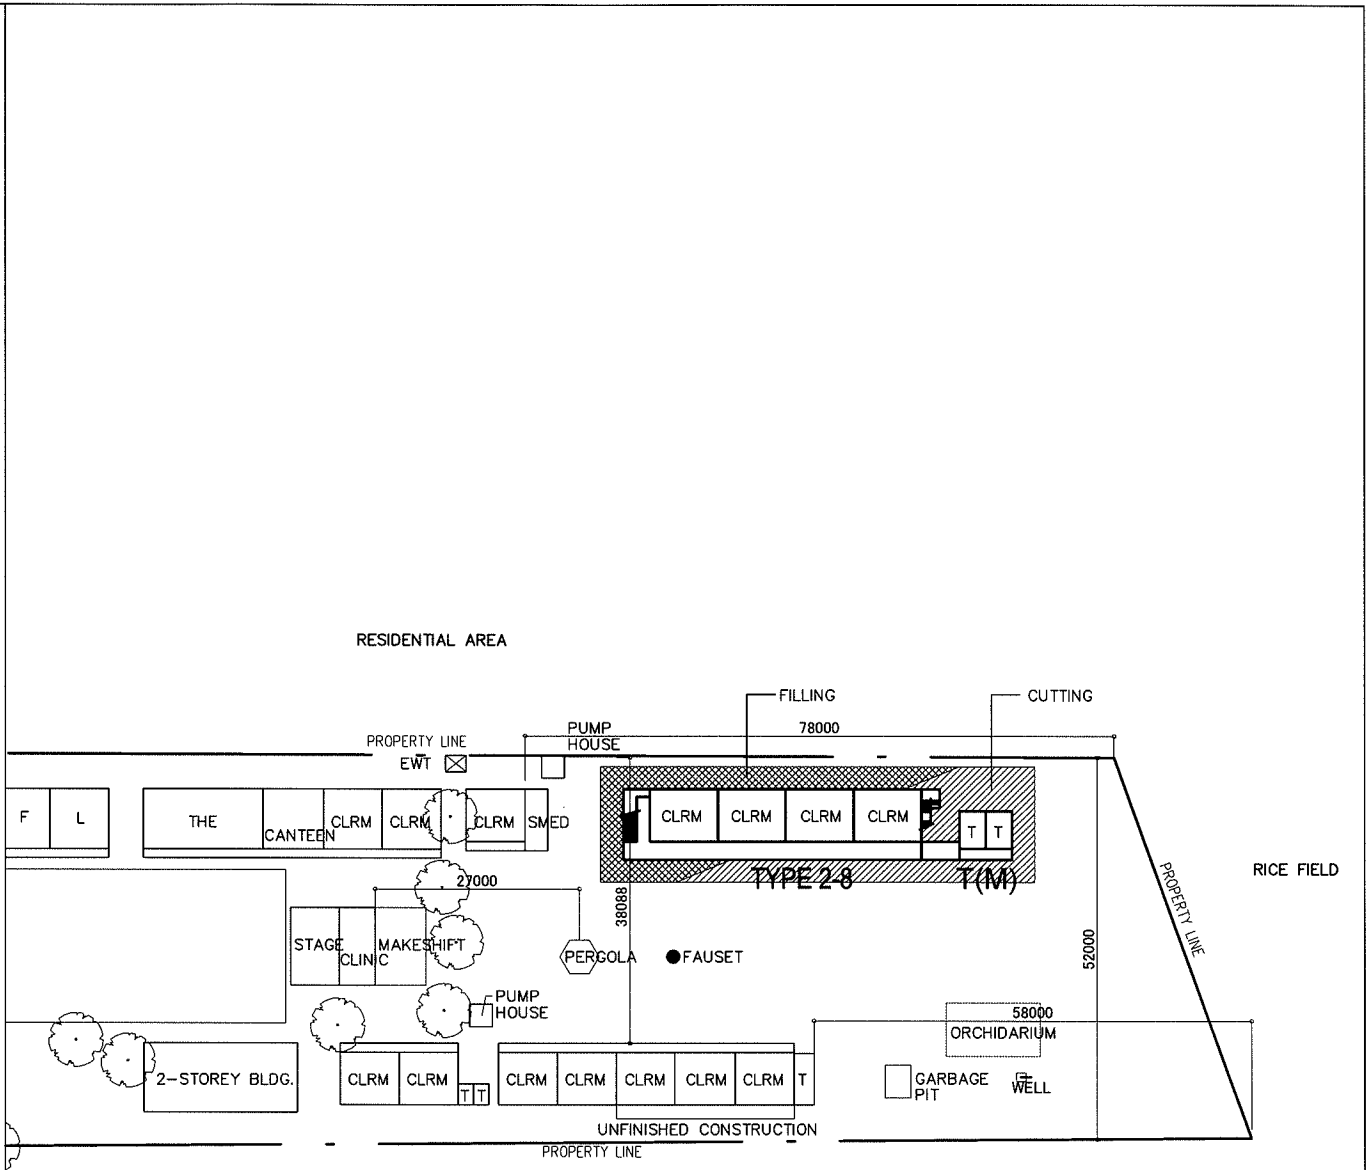 RESIDENTIAL AREA
FILLING
CUTTING
PUMP
HOUSE
78000
PROPERTY LINE
EWT
F
L
THE
CANTEEN
CLRM
CLRM
CLRM
SMED
CLRM
CLRM
CLRM
CLRM
T
T
TYPE 2-8
T(M)
RICE FIELD
PROPERTY LINE
27000
38088
52000
STAGE
CLINIC
MAKESHIFT
PERGOLA
FAUSET
PUMP
HOUSE
58000
ORCHIDARIUM
2-STOREY BLDG.
CLRM
CLRM
T
T
CLRM
CLRM
CLRM
CLRM
CLRM
T
GARBAGE
PIT
WELL
UNFINISHED CONSTRUCTION
PROPERTY LINE